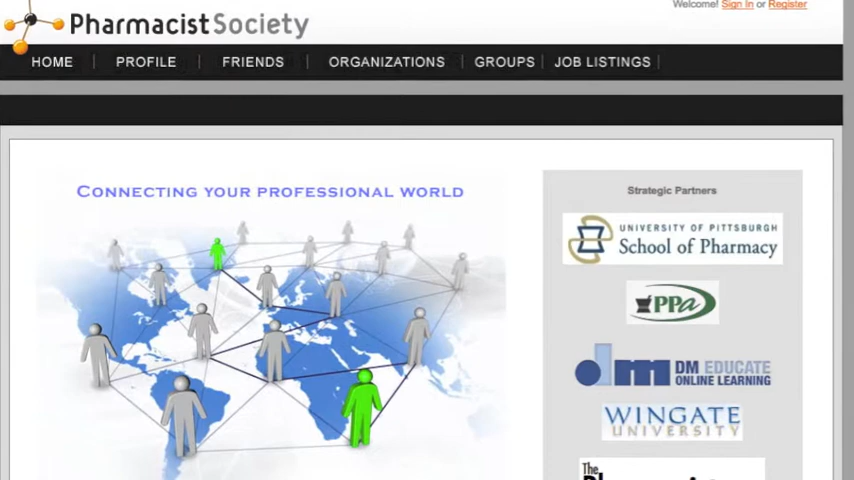 Welcome! Sign In or Register
PharmacistSociety
HOME | PROFILE | FRIENDS | ORGANIZATIONS | GROUPS | JOB LISTINGS |
CONNECTING YOUR PROFESSIONAL WORLD
Strategic Partners
UNIVERSITY OF PITTSBURGH
School of Pharmacy
PPa
dm DM EDUCATE
ONLINE LEARNING
WINGATE
UNIVERSITY
The